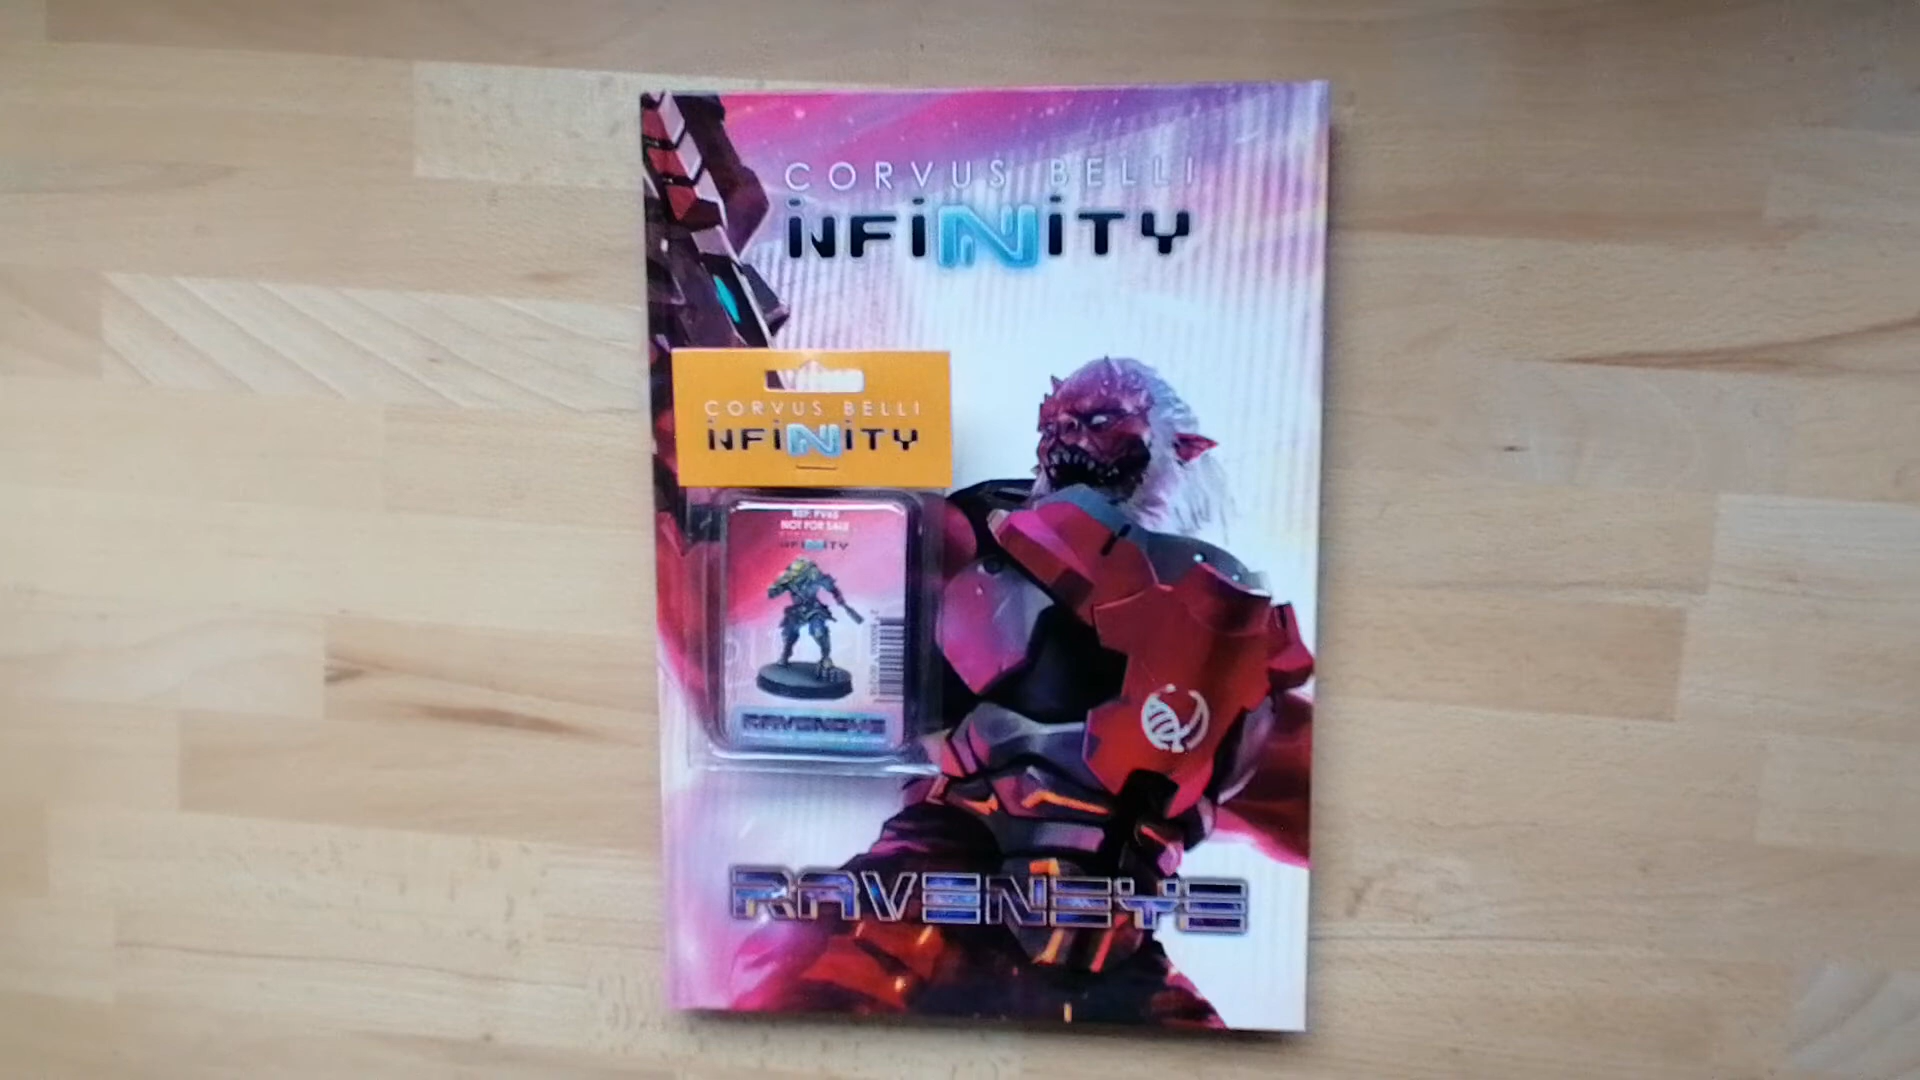 CORVUS BELLI
INFINITY
CORVUS BELLI
INFINITY
NOT FOR SALE
INFINITY
RAVENEYE
RAVENEYE